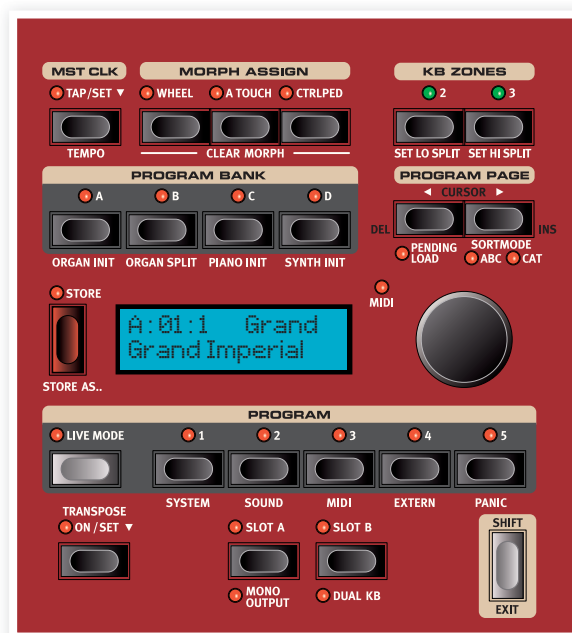 MST CLK
MORPH ASSIGN
KB ZONES
TAP/SET ▼
WHEEL
A TOUCH
CTRLPED
2
3
TEMPO
CLEAR MORPH
SET LO SPLIT
SET HI SPLIT
PROGRAM BANK
PROGRAM PAGE
A
B
C
D
◄ CURSOR ►
DEL
INS
ORGAN INIT
ORGAN SPLIT
PIANO INIT
SYNTH INIT
PENDING LOAD
SORTMODE
ABC
CAT
STORE
MIDI
A:01:1 Grand
Grand Imperial
STORE AS..
PROGRAM
LIVE MODE
1
2
3
4
5
SYSTEM
SOUND
MIDI
EXTERN
PANIC
TRANSPOSE
ON/SET ▼
SLOT A
SLOT B
SHIFT
MONO OUTPUT
DUAL KB
EXIT